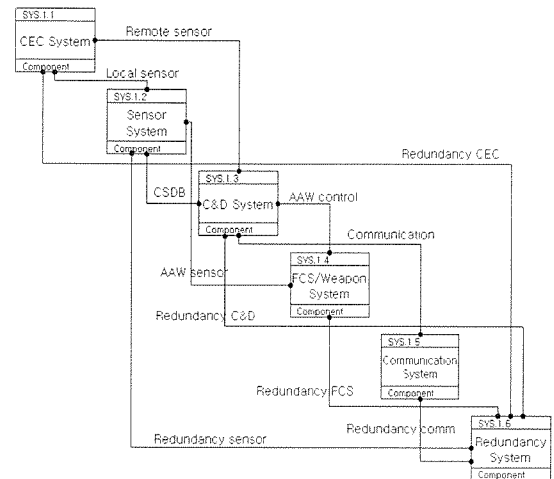 SYS.1.1
CEC System
Component
Remote sensor
Local sensor
SYS.1.2
Sensor
System
Component
Redundancy CEC
SYS.1.3
C&D System
Component
CSDB
AAW control
Communication
SYS.1.4
FCS/Weapon
System
Component
AAW sensor
Redundancy C&D
SYS.1.5
Communication
System
Component
Redundancy FCS
SYS.1.6
Redundancy
System
Component
Redundancy comm
Redundancy sensor